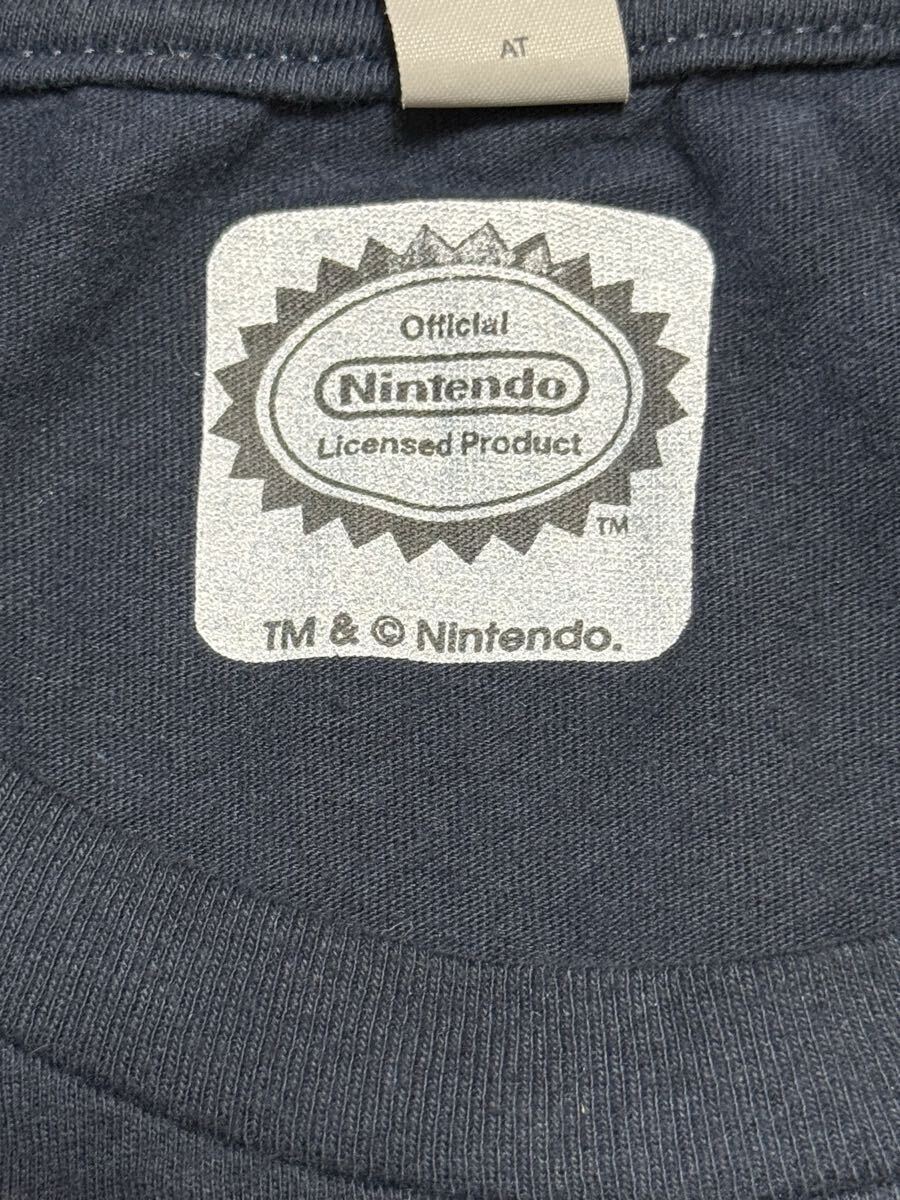 AT
Official
Nintendo
Licensed Product
TM
TM & © Nintendo.